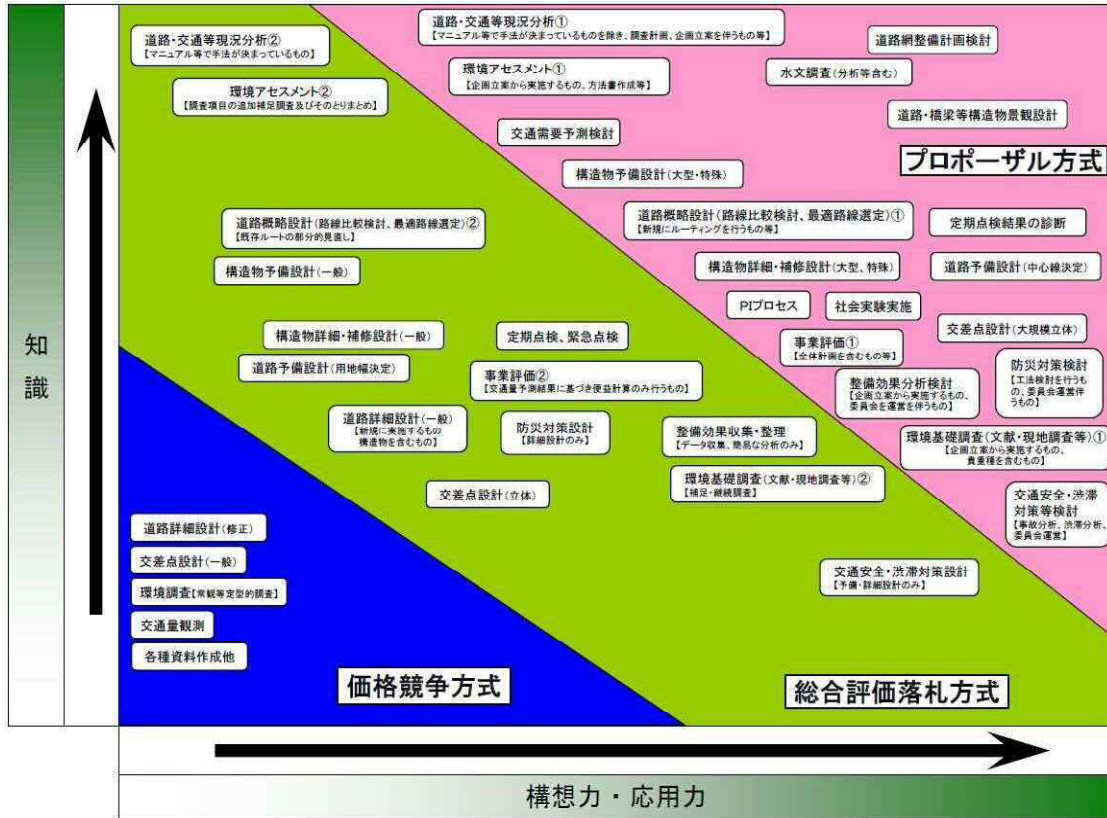 道路・交通等現況分析②
【マニュアル等で手法が決まっているもの】
環境アセスメント②
【調査項目の追加補足調査及びそのとりまとめ】
道路・交通等現況分析①
【マニュアル等で手法が決まっているものを除き、調査計画、企画立案を伴うもの等】
環境アセスメント①
【企画立案から実施するもの、方法書作成等】
道路網整備計画検討
水文調査(分析等含む)
道路・橋梁等構造物景観設計
交通需要予測検討
プロポーザル方式
構造物予備設計(大型・特殊)
道路概略設計(路線比較検討、最適路線選定)②
【既存ルートの部分的見直し】
道路概略設計(路線比較検討、最適路線選定)①
【新規にルーティングを行うもの等】
定期点検結果の診断
構造物予備設計(一般)
構造物詳細・補修設計(大型、特殊)
道路予備設計(中心線決定)
PIプロセス
社会実験実施
構造物詳細・補修設計(一般)
定期点検、緊急点検
交差点設計(大規模立体)
事業評価①
【全体計画を含むもの等】
道路予備設計(用地幅決定)
事業評価②
【交通量予測結果に基づき便益計算のみ行うもの】
整備効果分析検討
【企画立案から実施するもの、
委員会を運営を伴うもの】
防災対策検討
【工法検討を行うも
の、委員会運営伴
うもの】
道路詳細設計(一般)
【新規に実施するもの
構造物を含むもの】
防災対策設計
【詳細設計のみ】
整備効果収集・整理
【データ収集、簡易な分析のみ】
環境基礎調査(文献・現地調査等)①
【企画立案から実施するもの、
貴重種を含むもの】
環境基礎調査(文献・現地調査等)②
【補足・継続調査】
交差点設計(立体)
交通安全・渋滞
対策等検討
【事故分析、渋滞分析、
委員会運営】
道路詳細設計(修正)
交差点設計(一般)
環境調査【常観等定型的調査】
交通量観測
各種資料作成他
交通安全・渋滞対策設計
【予備・詳細設計のみ】
価格競争方式
総合評価落札方式
知識
構想力・応用力